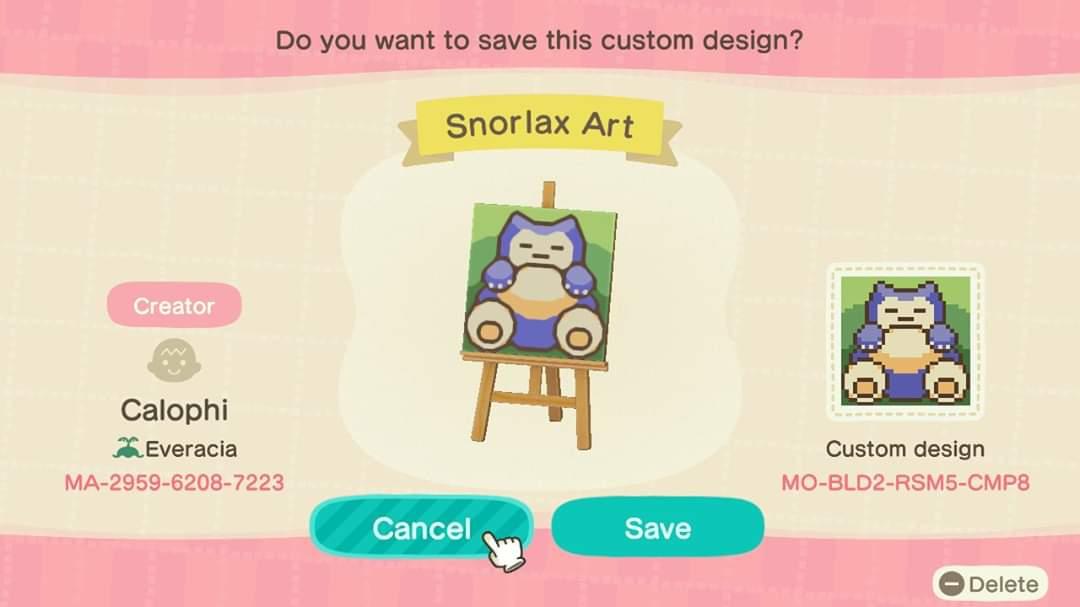 Do you want to save this custom design?
Snorlax Art
Creator
Calophi
Everacia
MA-2959-6208-7223
Custom design
MO-BLD2-RSM5-CMP8
Cancel
Save
Delete